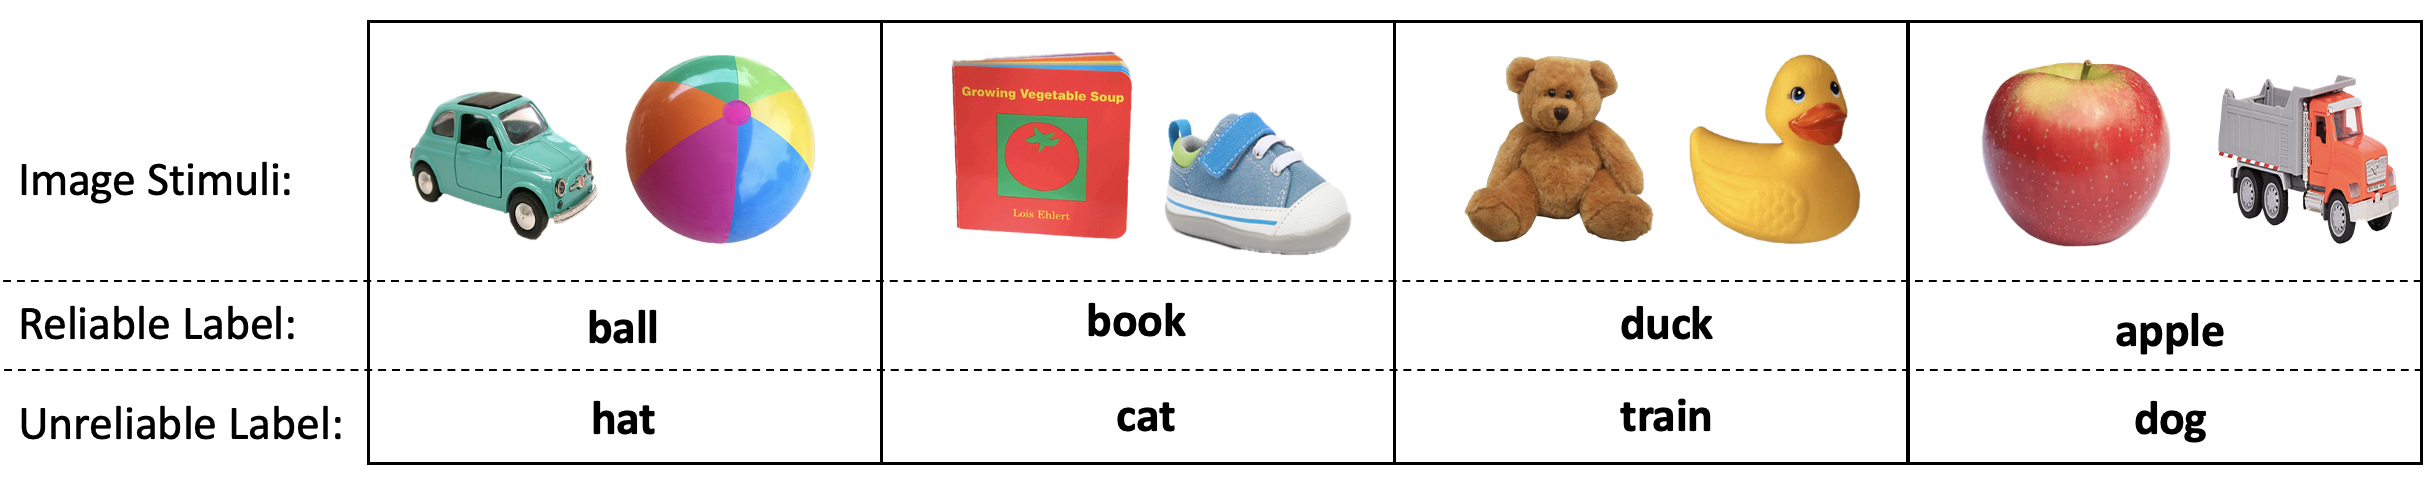 Image Stimuli:
Growing Vegetable Soup
Lois Ehlert
Reliable Label:
ball
book
duck
apple
Unreliable Label:
hat
cat
train
dog